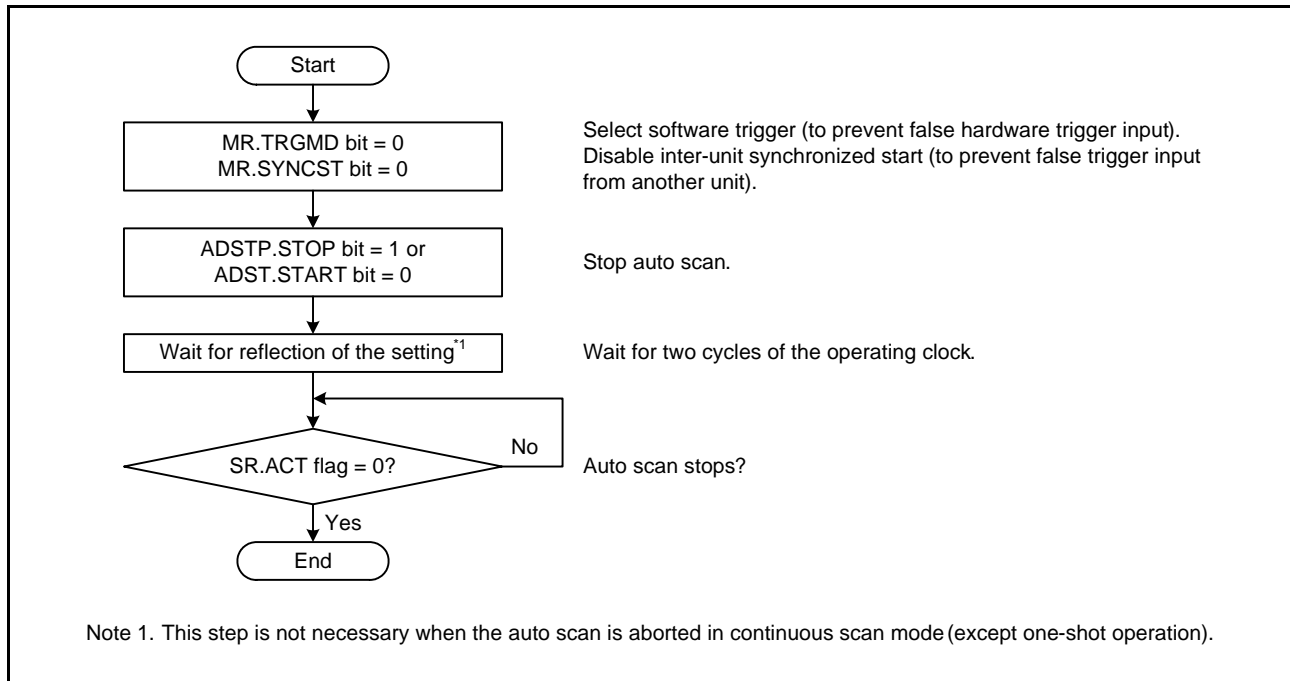 Start
MR.TRGMD bit = 0
MR.SYNCST bit = 0
Select software trigger (to prevent false hardware trigger input).
Disable inter-unit synchronized start (to prevent false trigger input
from another unit).
ADSTP.STOP bit = 1 or
ADST.START bit = 0
Stop auto scan.
Wait for reflection of the setting*1
Wait for two cycles of the operating clock.
SR.ACT flag = 0?
No
Auto scan stops?
Yes
End
Note 1. This step is not necessary when the auto scan is aborted in continuous scan mode (except one-shot operation).